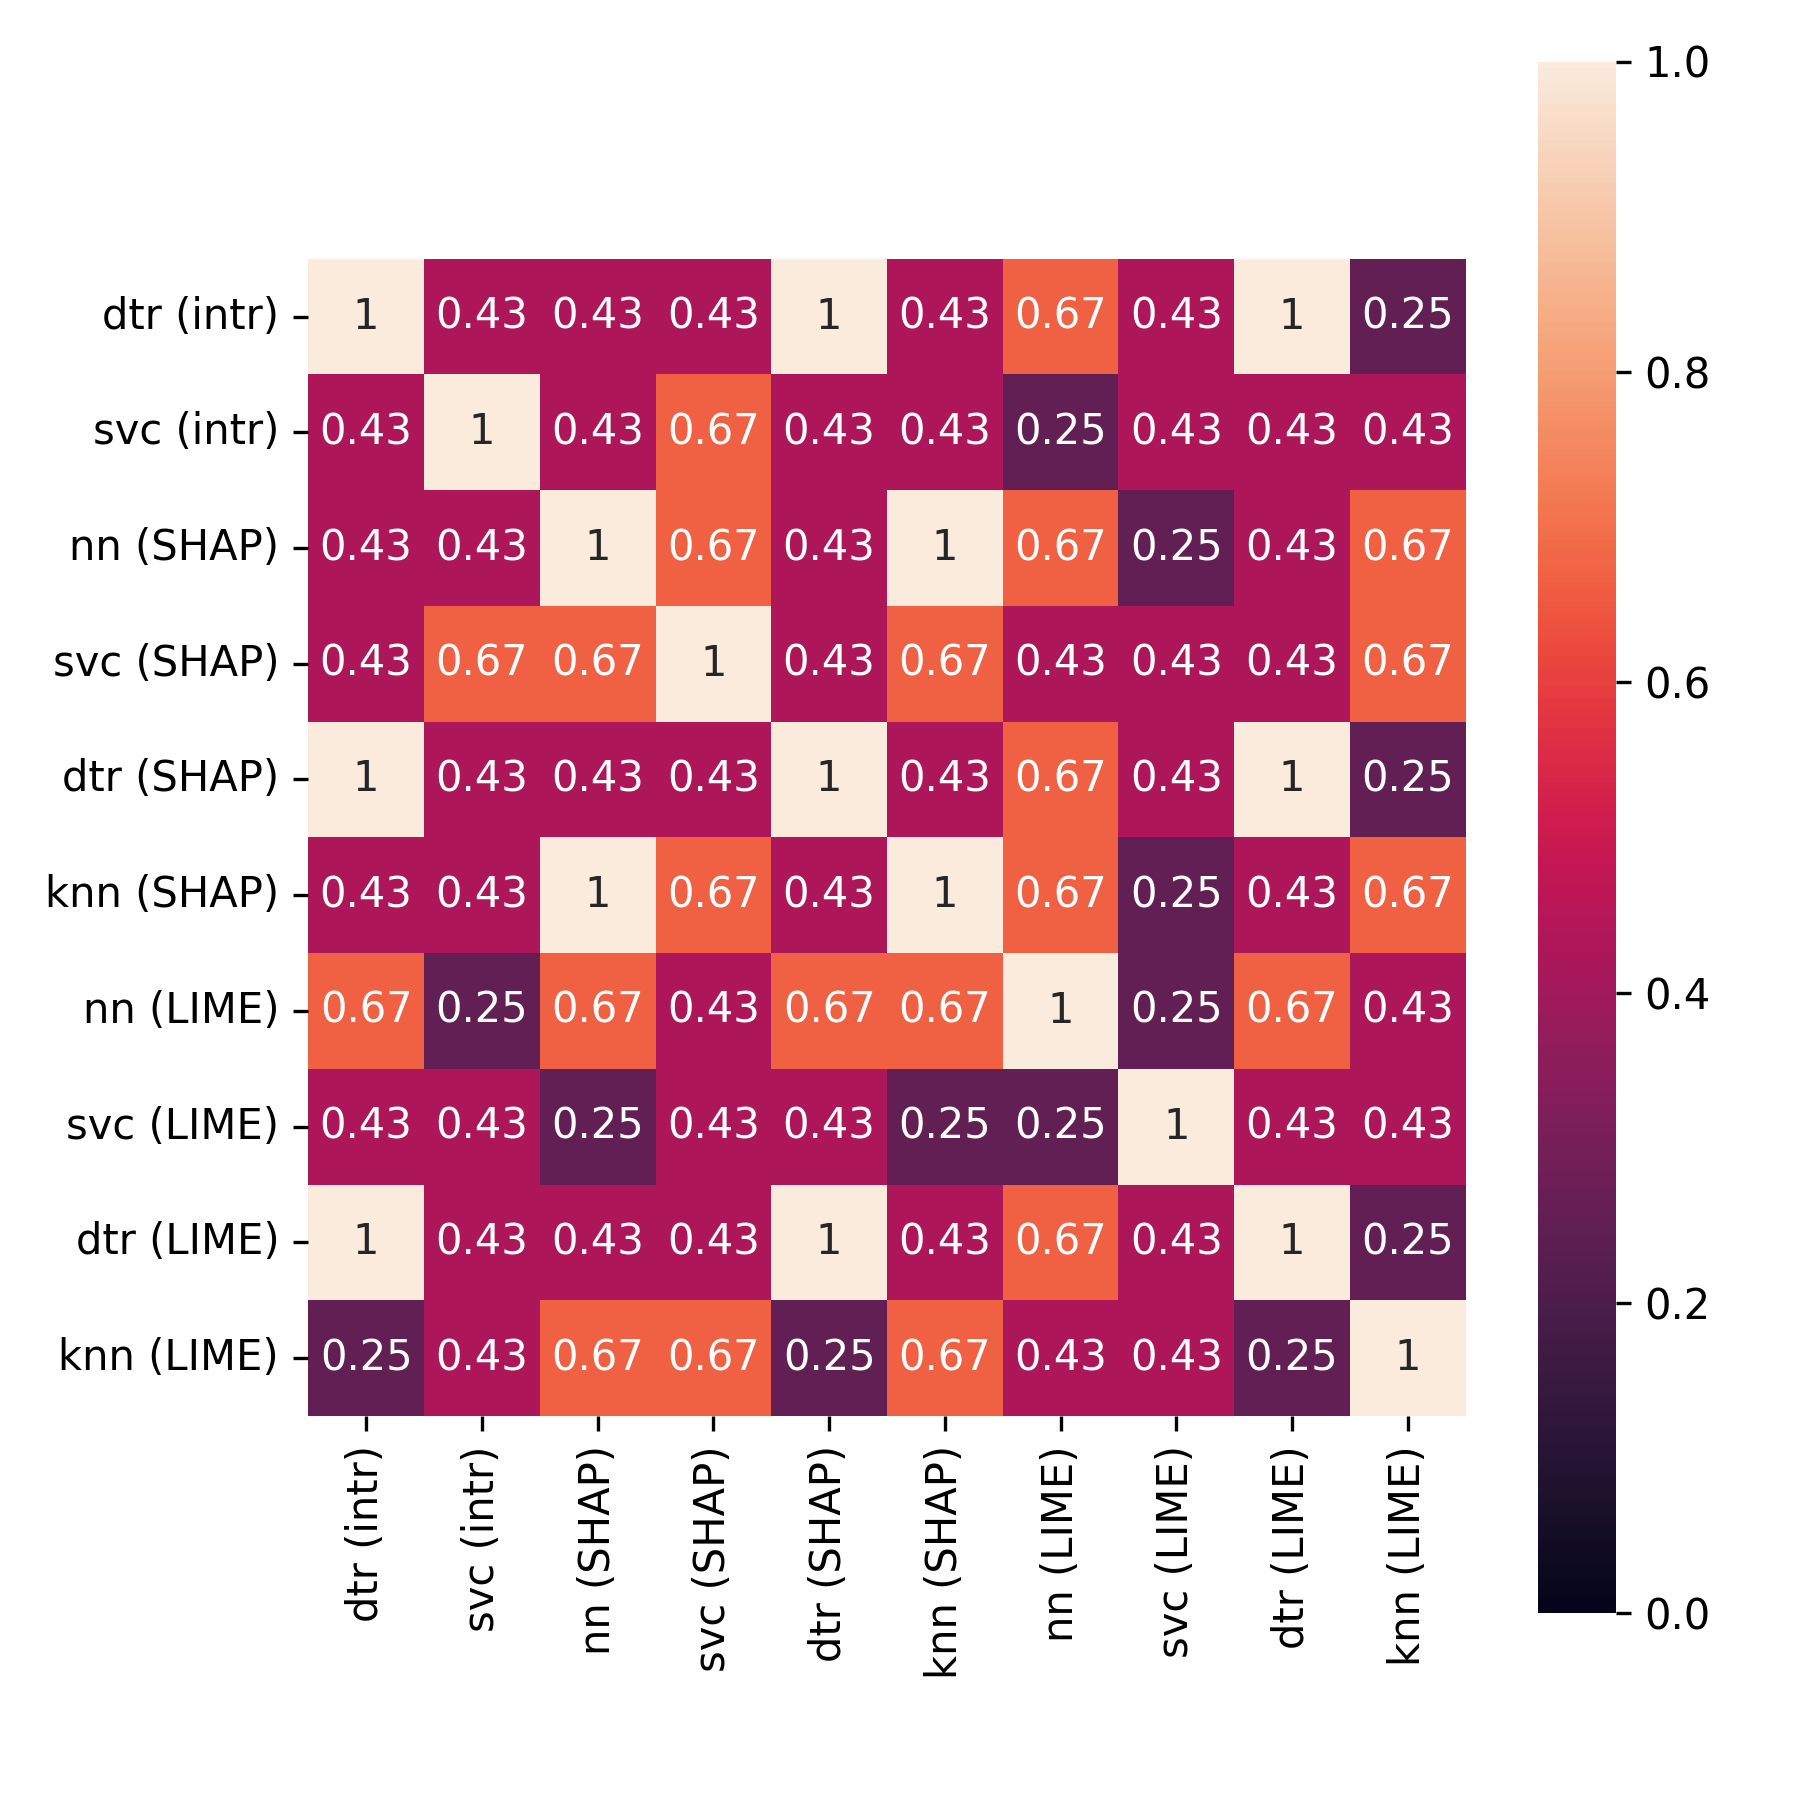 1.0
0.8
0.6
0.4
0.2
0.0
dtr (intr) 1 0.43 0.43 0.43 1 0.43 0.67 0.43 1 0.25
svc (intr) 0.43 1 0.43 0.67 0.43 0.43 0.25 0.43 0.43 0.43
nn (SHAP) 0.43 0.43 1 0.67 0.43 1 0.67 0.25 0.43 0.67
svc (SHAP) 0.43 0.67 0.67 1 0.43 0.67 0.43 0.43 0.43 0.67
dtr (SHAP) 1 0.43 0.43 0.43 1 0.43 0.67 0.43 1 0.25
knn (SHAP) 0.43 0.43 1 0.67 0.43 1 0.67 0.25 0.43 0.67
nn (LIME) 0.67 0.25 0.67 0.43 0.67 0.67 1 0.25 0.67 0.43
svc (LIME) 0.43 0.43 0.25 0.43 0.43 0.25 0.25 1 0.43 0.43
dtr (LIME) 1 0.43 0.43 0.43 1 0.43 0.67 0.43 1 0.25
knn (LIME) 0.25 0.43 0.67 0.67 0.25 0.67 0.43 0.43 0.25 1
dtr (intr)
svc (intr)
nn (SHAP)
svc (SHAP)
dtr (SHAP)
knn (SHAP)
nn (LIME)
svc (LIME)
dtr (LIME)
knn (LIME)